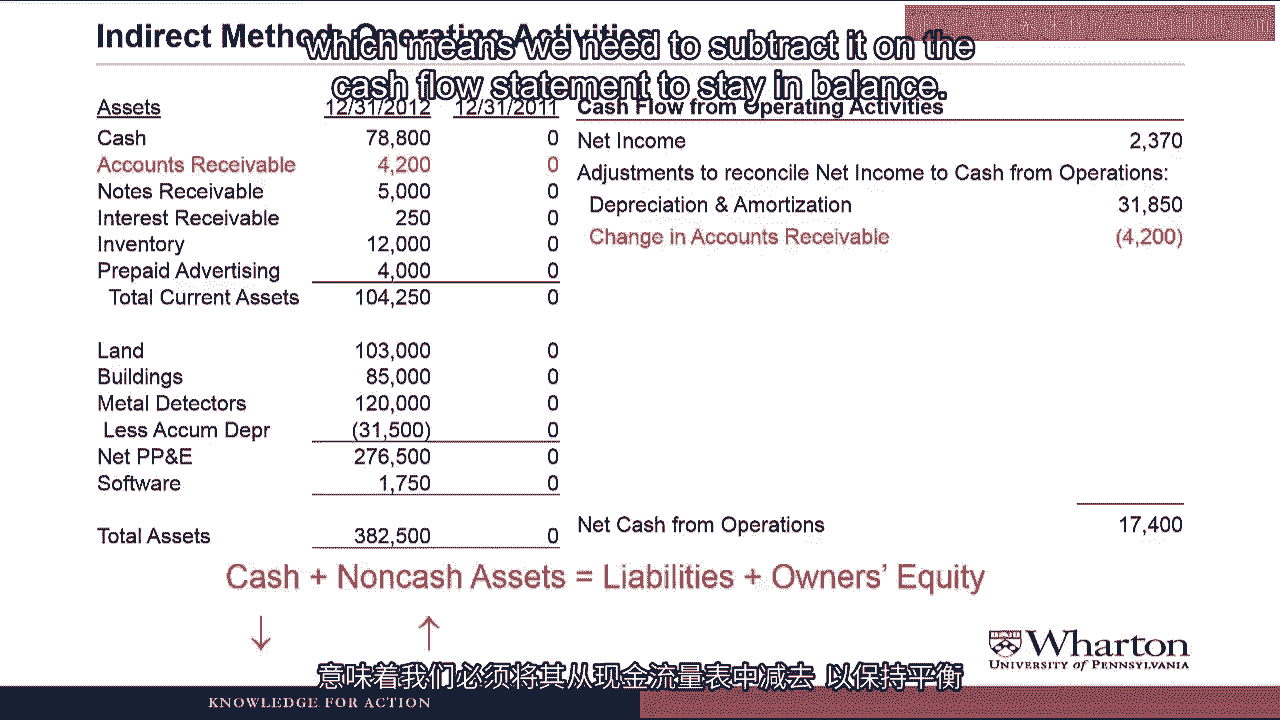 Indirect Method: Operating Activities
which means we need to subtract it on the
cash flow statement to stay in balance.
Assets 12/31/2012 12/31/2011
Cash 78,800 0
Accounts Receivable 4,200 0
Notes Receivable 5,000 0
Interest Receivable 250 0
Inventory 12,000 0
Prepaid Advertising 4,000 0
Total Current Assets 104,250 0
Land 103,000 0
Buildings 85,000 0
Metal Detectors 120,000 0
Less Accum Depr (31,500) 0
Net PP&E 276,500 0
Software 1,750 0
Total Assets 382,500 0
Cash Flow from Operating Activities
Net Income 2,370
Adjustments to reconcile Net Income to Cash from Operations:
Depreciation & Amortization 31,850
Change in Accounts Receivable (4,200)
Net Cash from Operations 17,400
Cash + Noncash Assets = Liabilities + Owners' Equity
↓ ↑
Wharton
UNIVERSITY of PENNSYLVANIA
意味着我们必须将其从现金流量表中减去 以保持平衡
KNOWLEDGE FOR ACTION